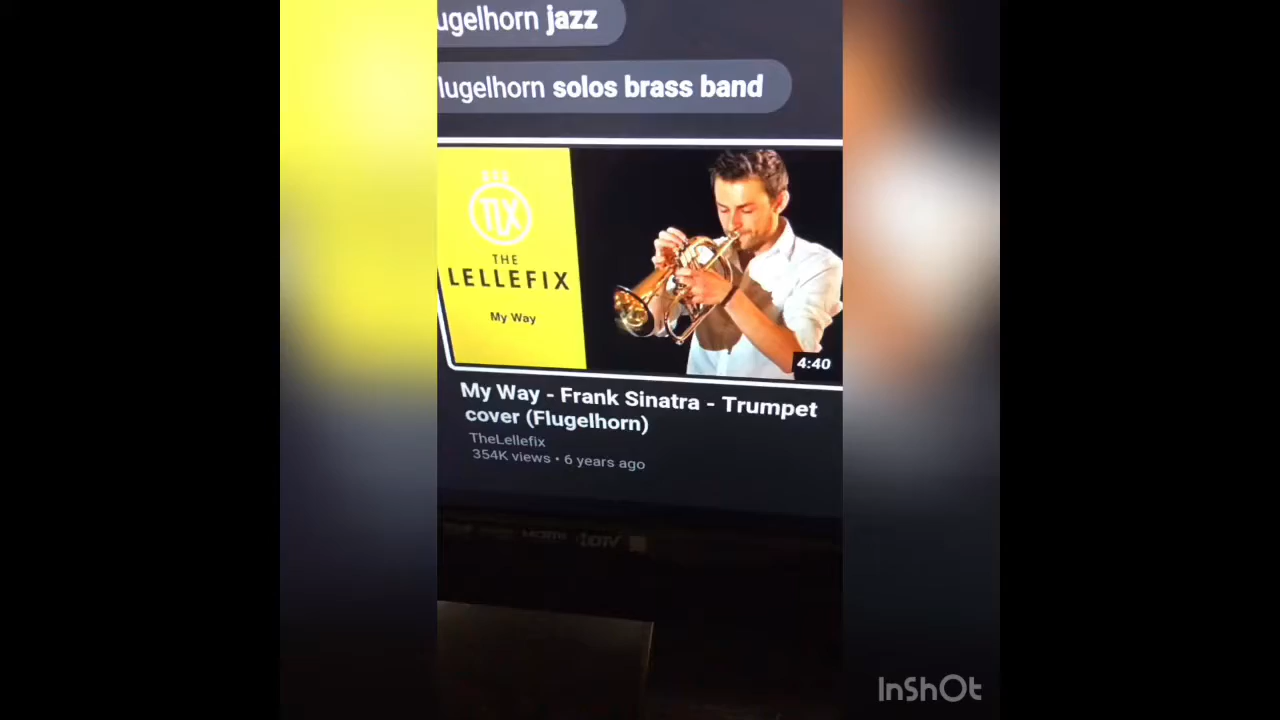 ugelhorn jazz
lugelhorn solos brass band
TLX
THE
LELLEFIX
My Way
4:40
My Way - Frank Sinatra - Trumpet
cover (Flugelhorn)
TheLellefix
354K views • 6 years ago
InShOt